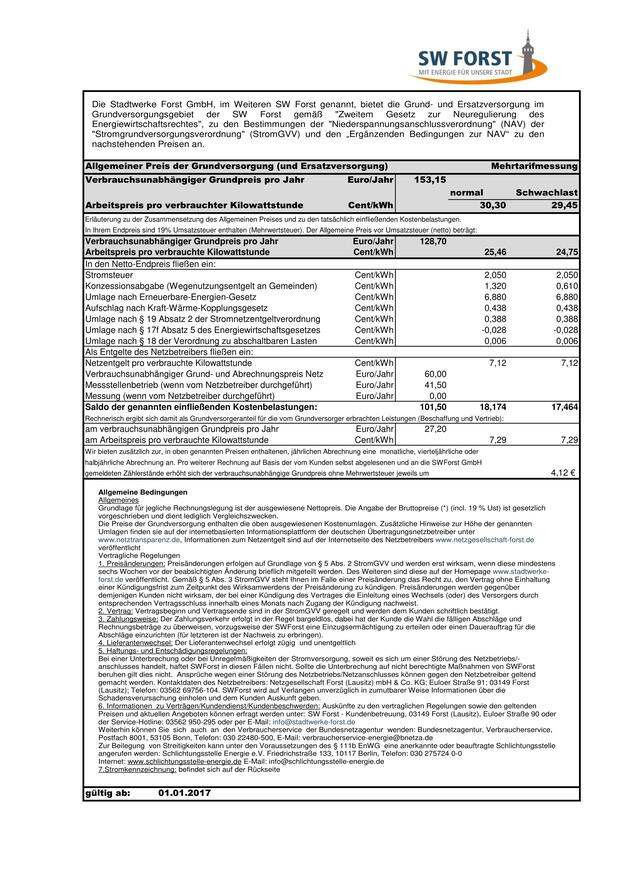 SW FORST
MIT ENERGIE FÜR UNSERE STADT
Die Stadtwerke Forst GmbH, im Weiteren SW Forst genannt, bietet die Grund- und Ersatzversorgung im
Grundversorgungsgebiet der SW Forst gemäß "Zweitem Gesetz zur Neuregulierung des
Energiewirtschaftsrechtes", zu den Bestimmungen der "Niederspannungsanschlussverordnung" (NAV) der
"Stromgrundversorgungsverordnung" (StromGVV) und den „Ergänzenden Bedingungen zur NAV“ zu den
nachstehenden Preisen an.
Allgemeiner Preis der Grundversorgung (und Ersatzversorgung) Mehrtarifmessung
Verbrauchsunabhängiger Grundpreis pro Jahr Euro/Jahr 153,15
normal Schwachlast
Arbeitspreis pro verbrauchter Kilowattstunde Cent/kWh 30,30 29,45
Erläuterung zu der Zusammensetzung des Allgemeinen Preises und zu den tatsächlich einfließenden Kostenbelastungen.
In Ihrem Endpreis sind 19% Umsatzsteuer enthalten (Mehrwertsteuer). Der Allgemeine Preis vor Umsatzsteuer (netto) beträgt:
Verbrauchsunabhängiger Grundpreis pro Jahr Euro/Jahr 128,70
Arbeitspreis pro verbrauchte Kilowattstunde Cent/kWh 25,46 24,75
In den Netto-Endpreis fließen ein:
Stromsteuer Cent/kWh 2,050 2,050
Konzessionsabgabe (Wegenutzungsentgelt an Gemeinden) Cent/kWh 1,320 0,610
Umlage nach Erneuerbare-Energien-Gesetz Cent/kWh 6,880 6,880
Aufschlag nach Kraft-Wärme-Kopplungsgesetz Cent/kWh 0,438 0,438
Umlage nach § 19 Absatz 2 der Stromnetzentgeltverordnung Cent/kWh 0,388 0,388
Umlage nach § 17f Absatz 5 des Energiewirtschaftsgesetzes Cent/kWh -0,028 -0,028
Umlage nach § 18 der Verordnung zu abschaltbaren Lasten Cent/kWh 0,006 0,006
Als Entgelte des Netzbetreibers fließen ein:
Netzentgelt pro verbrauchte Kilowattstunde Cent/kWh 7,12 7,12
Verbrauchsunabhängiger Grund- und Abrechnungspreis Netz Euro/Jahr 60,00
Messstellenbetrieb (wenn vom Netzbetreiber durchgeführt) Euro/Jahr 41,50
Messung (wenn vom Netzbetreiber durchgeführt) Euro/Jahr 0,00
Saldo der genannten einfließenden Kostenbelastungen: 101,50 18,174 17,464
Rechnerisch ergibt sich damit als Grundversorgeranteil für die vom Grundversorger erbrachten Leistungen (Beschaffung und Vertrieb):
am verbrauchsunabhängigen Grundpreis pro Jahr Euro/Jahr 27,20
am Arbeitspreis pro verbrauchte Kilowattstunde Cent/kWh 7,29 7,29
Wir bieten zusätzlich zur, in oben genannten Preisen enthaltenen, jährlichen Abrechnung eine monatliche, vierteljährliche oder
halbjährliche Abrechnung an. Pro weiterer Rechnung auf Basis der vom Kunden selbst abgelesenen und an die SWForst GmbH
gemeldeten Zählerstände erhöht sich der verbrauchsunabhängige Grundpreis ohne Mehrwertsteuer jeweils um 4,12 €
Allgemeine Bedingungen
Allgemeines
Grundlage für jegliche Rechnungslegung ist der ausgewiesene Nettopreis. Die Angabe der Bruttopreise (*) (incl. 19 % Ust) ist gesetzlich
vorgeschrieben und dient lediglich Vergleichszwecken.
Die Preise der Grundversorgung enthalten die oben ausgewiesenen Kostenumlagen. Zusätzliche Hinweise zur Höhe der genannten
Umlagen finden sie auf der internetbasierten Informationsplattform der deutschen Übertragungsnetzbetreiber unter
www.netztransparenz.de, Informationen zum Netzentgelt sind auf der Internetseite des Netzbetreibers www.netzgesellschaft-forst.de
veröffentlicht
Vertragliche Regelungen
1. Preisänderungen: Preisänderungen erfolgen auf Grundlage von § 5 Abs. 2 StromGVV und werden erst wirksam, wenn diese mindestens
sechs Wochen vor der beabsichtigten Änderung brieflich mitgeteilt werden. Des Weiteren sind diese auf der Homepage www.stadtwerke-
forst.de veröffentlicht. Gemäß § 5 Abs. 3 StromGVV steht Ihnen im Falle einer Preisänderung das Recht zu, den Vertrag ohne Einhaltung
einer Kündigungsfrist zum Zeitpunkt des Wirksamwerdens der Preisänderung zu kündigen. Preisänderungen werden gegenüber
demjenigen Kunden nicht wirksam, der bei einer Kündigung des Vertrages die Einleitung eines Wechsels (oder) des Versorgers durch
entsprechenden Vertragsschluss innerhalb eines Monats nach Zugang der Kündigung nachweist.
2. Vertrag: Vertragsbeginn und Vertragsende sind in der StromGVV geregelt und werden dem Kunden schriftlich bestätigt.
3. Zahlungsweise: Der Zahlungsverkehr erfolgt in der Regel bargeldlos, dabei hat der Kunde die Wahl die fälligen Abschläge und
Rechnungsbeträge zu überweisen, vorzugsweise der SWForst eine Einzugsermächtigung zu erteilen oder einen Dauerauftrag für die
Abschläge einzurichten (für letzteren ist der Nachweis zu erbringen).
4. Lieferantenwechsel: Der Lieferantenwechsel erfolgt zügig und unentgeltlich
5. Haftungs- und Entschädigungsregelungen:
Bei einer Unterbrechung oder bei Unregelmäßigkeiten der Stromversorgung, soweit es sich um einer Störung des Netzbetriebs/-
anschlusses handelt, haftet SWForst in diesen Fällen nicht. Sollte die Unterbrechung auf nicht berechtigte Maßnahmen von SWForst
beruhen gilt dies nicht. Ansprüche wegen einer Störung des Netzbetriebs/Netzanschlusses können gegen den Netzbetreiber geltend
gemacht werden. Kontaktdaten des Netzbetreibers: Netzgesellschaft Forst (Lausitz) mbH & Co. KG; Euloer Straße 91; 03149 Forst
(Lausitz); Telefon: 03562 69756-104. SWForst wird auf Verlangen unverzüglich in zumutbarer Weise Informationen über die
Schadensverursachung einholen und dem Kunden Auskunft geben.
6. Informationen zu Verträgen/Kundendienst/Kundenbeschwerden: Auskünfte zu den vertraglichen Regelungen sowie den geltenden
Preisen und aktuellen Angeboten können erfragt werden unter: SW Forst - Kundenbetreuung, 03149 Forst (Lausitz), Euloer Straße 90 oder
der Service-Hotline: 03562 950-295 oder per E-Mail: info@stadtwerke-forst.de
Weiterhin können Sie sich auch an den Verbraucherservice der Bundesnetzagentur wenden: Bundesnetzagentur, Verbraucherservice,
Postfach 8001, 53105 Bonn, Telefon: 030 22480-500, E-Mail: verbraucherservice-energie@bnetza.de
Zur Beilegung von Streitigkeiten kann unter den Voraussetzungen des § 111b EnWG eine anerkannte oder beauftragte Schlichtungsstelle
angerufen werden: Schlichtungsstelle Energie e.V. Friedrichstraße 133, 10117 Berlin, Telefon: 030 275724 0-0
Internet: www.schlichtungsstelle-energie.de E-Mail: info@schlichtungsstelle-energie.de
7.Stromkennzeichnung: befindet sich auf der Rückseite
gültig ab: 01.01.2017